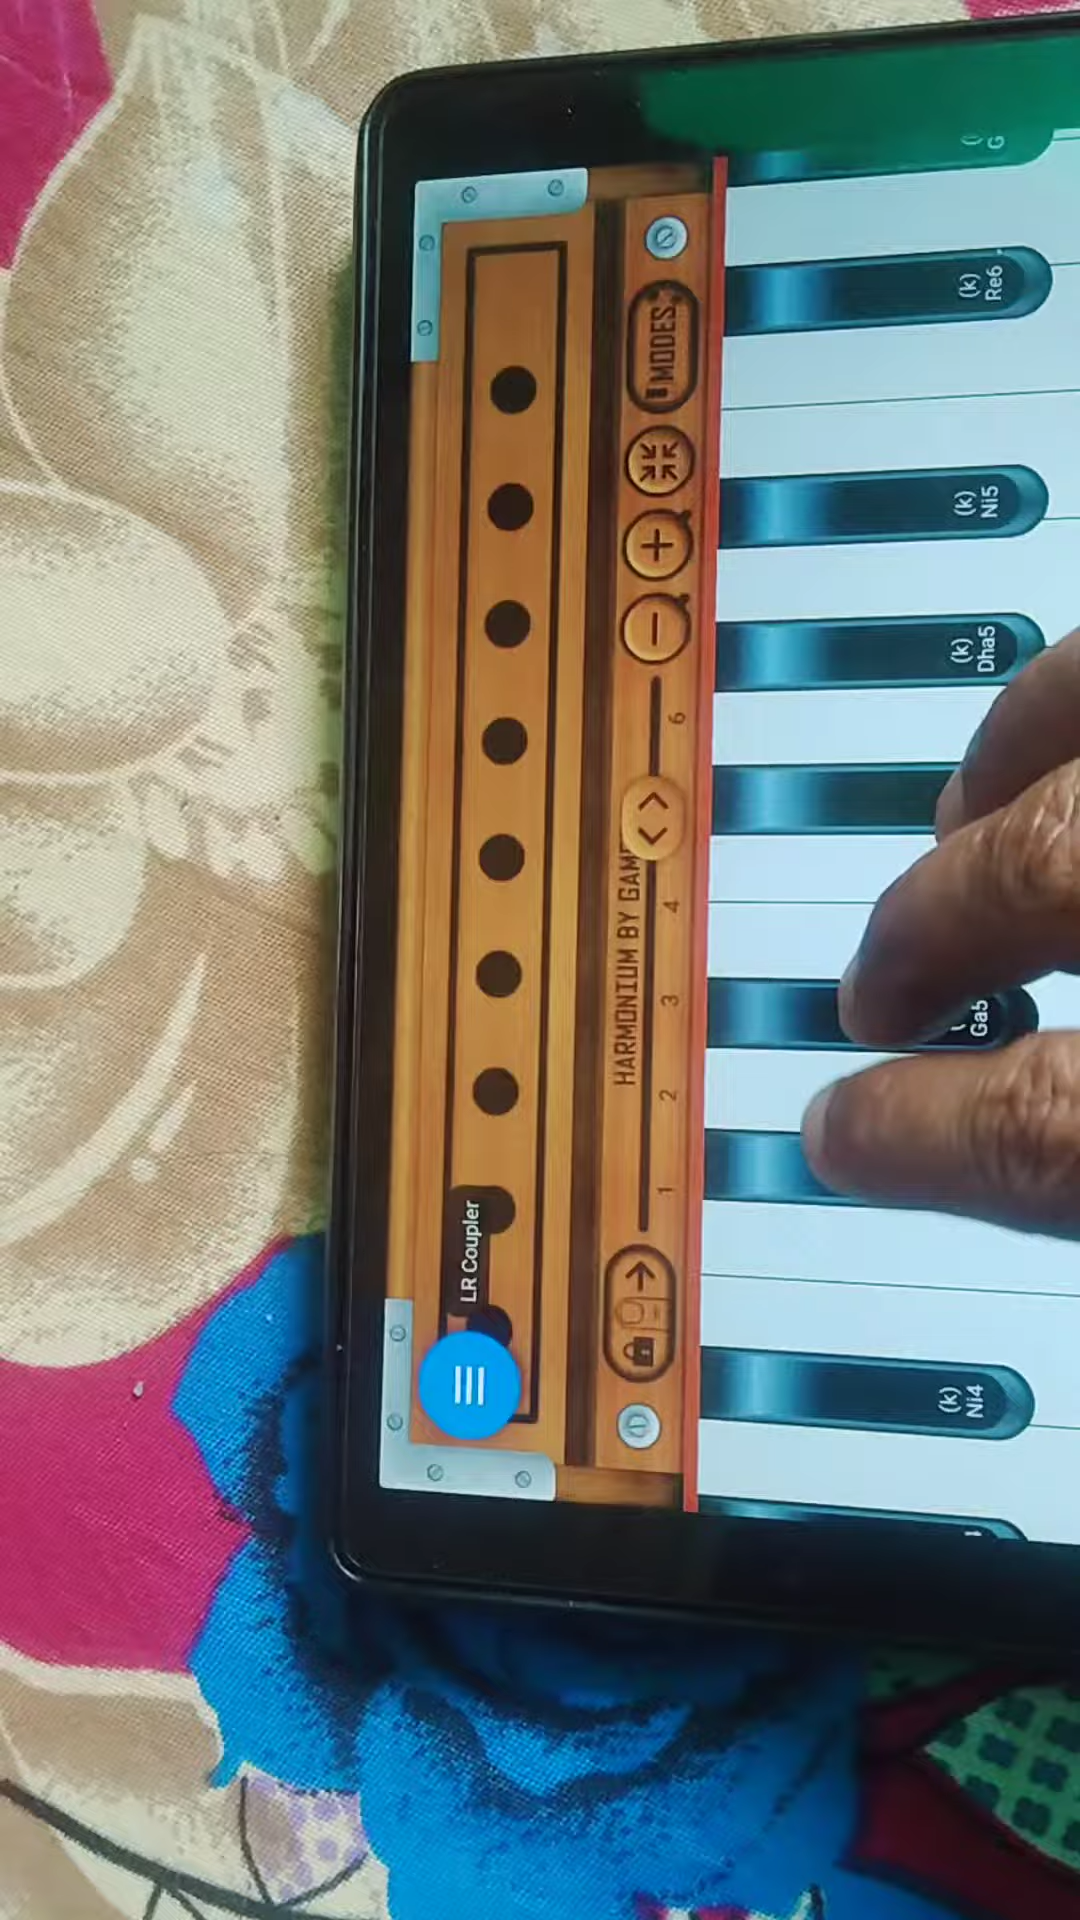 LR Coupler
HARMONIUM BY GAM
1 2 3 4 6
MODES
Ni4
(k)
Ga5
Dha5
(k)
Ni5
(k)
Re6
(k)
G